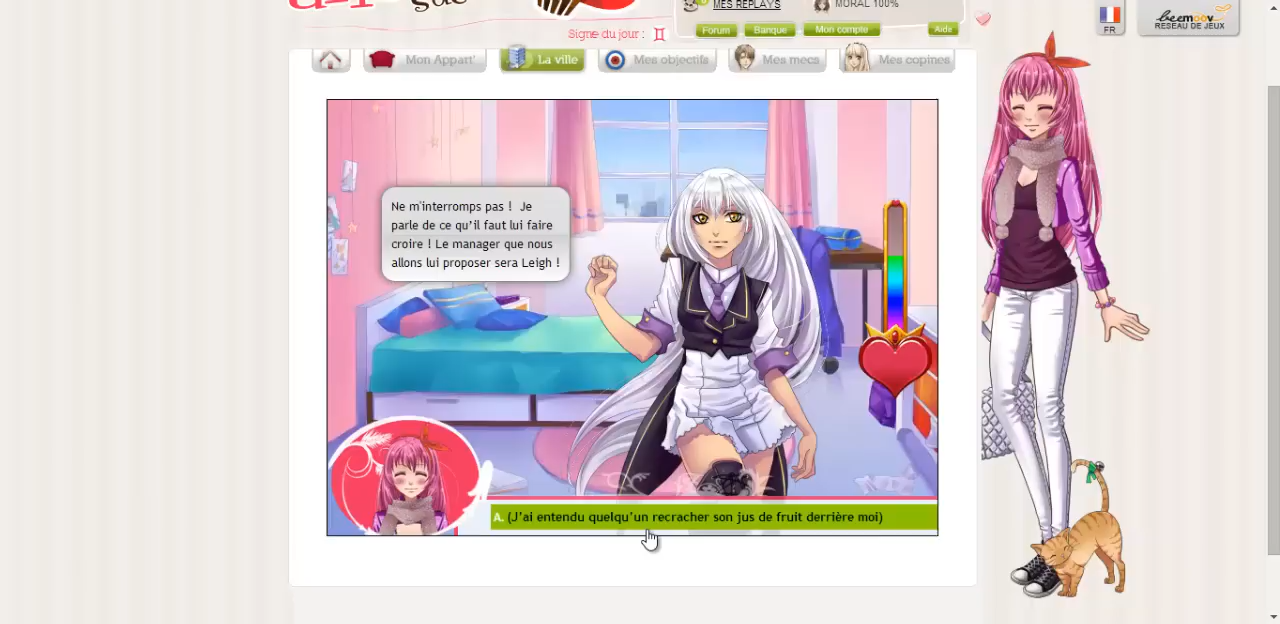 MES REPLAYS
MORAL 100%
Signe du jour :
Forum
Banque
Mon compte
Aide
FR
beemoov
RESEAU DE JEUX
Mon Appart'
La ville
Mes objectifs
Mes mecs
Mes copines
Ne m'interromps pas ! Je
parle de ce qu'il faut lui faire
croire ! Le manager que nous
allons lui proposer sera Leigh !
A. (J'ai entendu quelqu'un recracher son jus de fruit derrière moi)